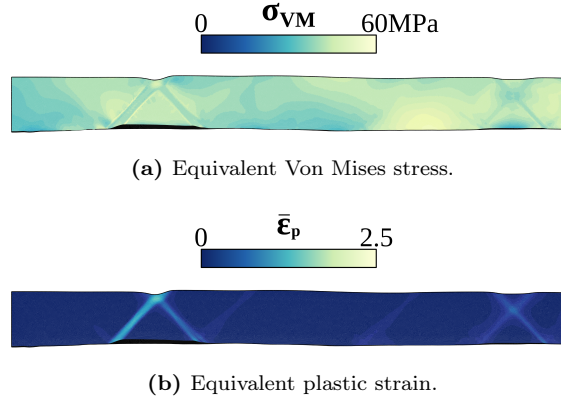 σVM
0 60MPa
(a) Equivalent Von Mises stress.
ε̄p
0 2.5
(b) Equivalent plastic strain.